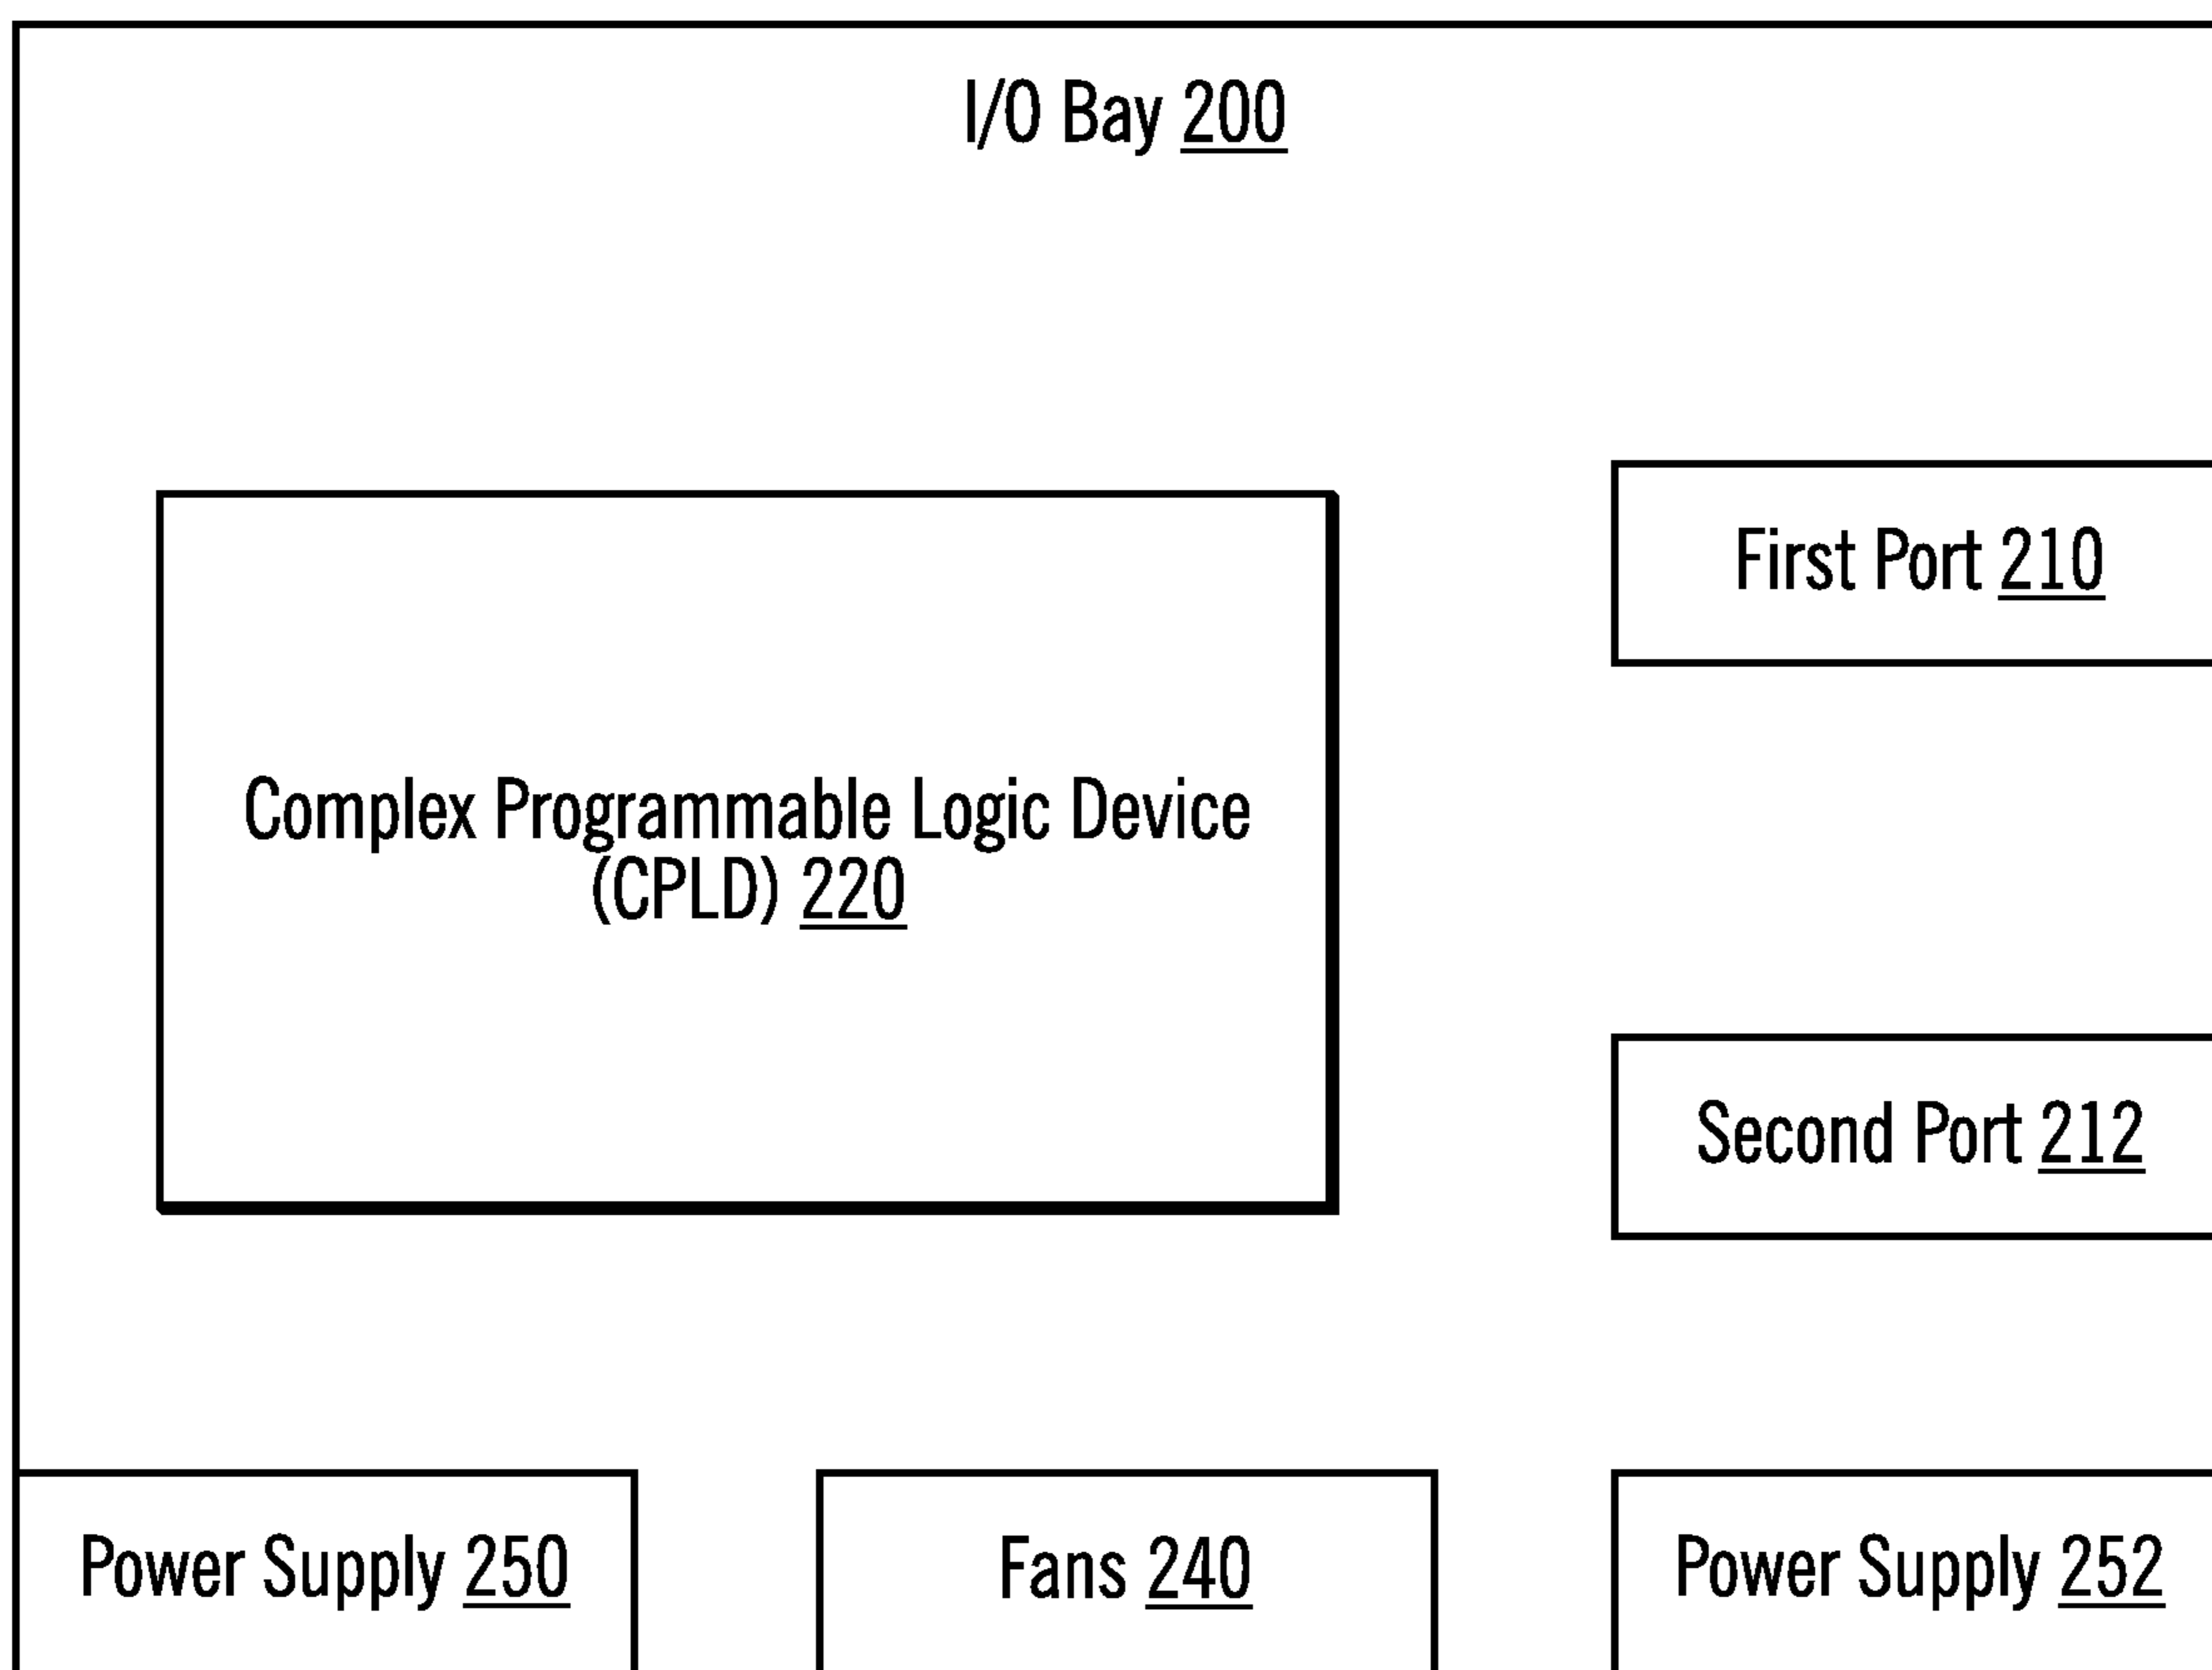 I/O Bay 200
First Port 210
Complex Programmable Logic Device
(CPLD) 220
Second Port 212
Power Supply 250
Fans 240
Power Supply 252